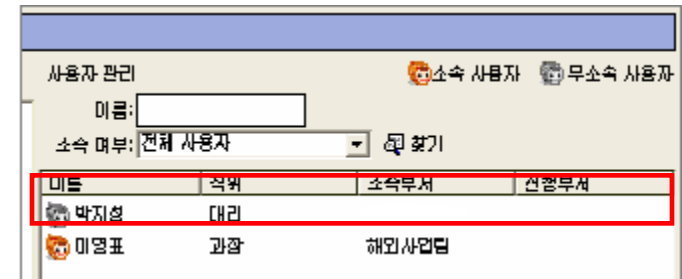 사용자 관리 소속 사용자 무소속 사용자
이름:
소속 여부: 전체 사용자 찾기
이름 직위 소속부서 신청부서
박지성 대리
이영표 과장 해외사업팀